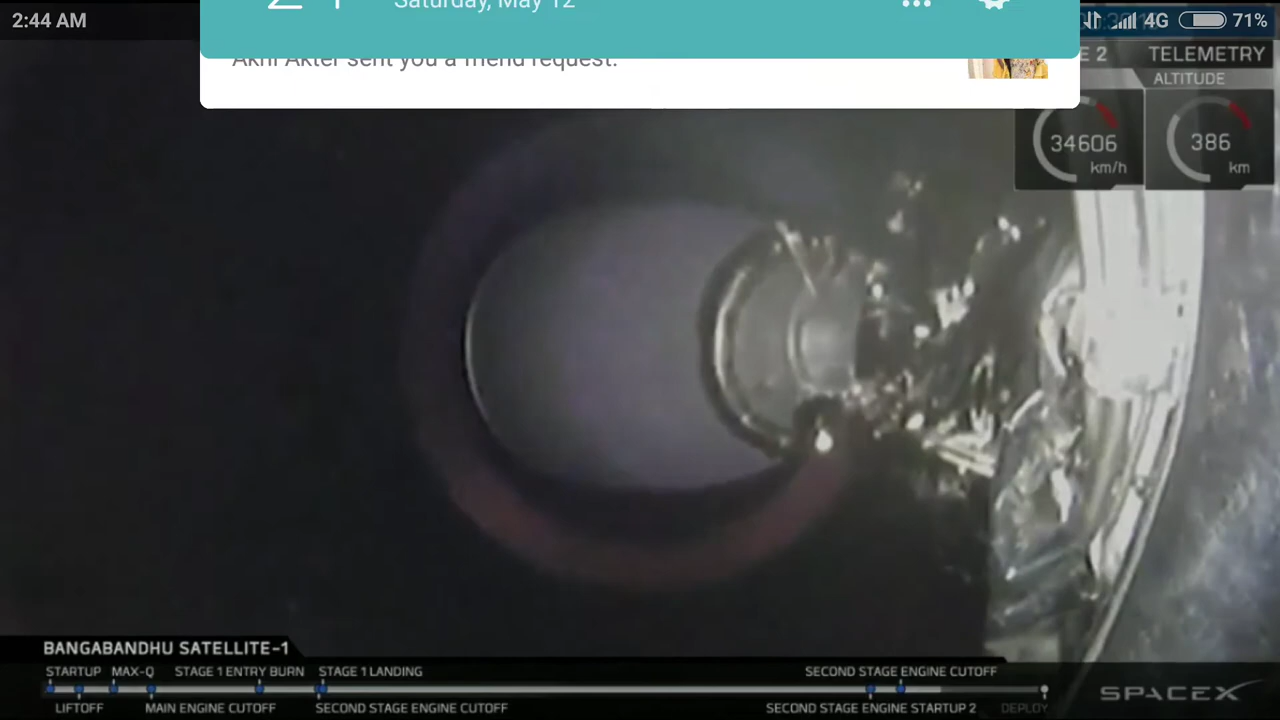 2:44 AM
Saturday, May 12
4G
71%
Akhi Akter sent you a friend request.
E 2 TELEMETRY
ALTITUDE
34606
km/h
386
km
BANGABANDHU SATELLITE-1
STARTUP MAX-Q STAGE 1 ENTRY BURN STAGE 1 LANDING SECOND STAGE ENGINE CUTOFF
LIFTOFF MAIN ENGINE CUTOFF SECOND STAGE ENGINE CUTOFF SECOND STAGE ENGINE STARTUP 2 DEPLOY
SPACEX